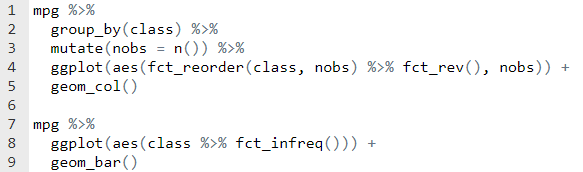 1 mpg %>%
2   group_by(class) %>%
3   mutate(nobs = n()) %>%
4   ggplot(aes(fct_reorder(class, nobs) %>% fct_rev(), nobs)) +
5   geom_col()
6
7 mpg %>%
8   ggplot(aes(class %>% fct_infreq())) +
9   geom_bar()